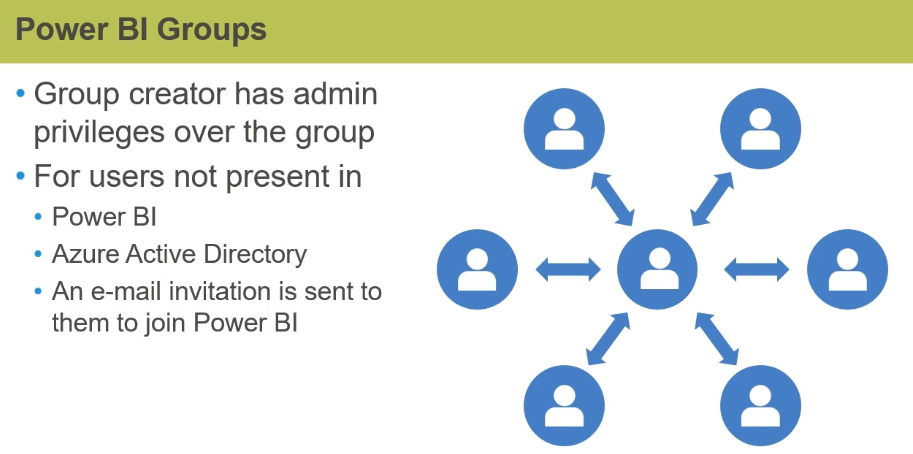 Power BI Groups
• Group creator has admin
privileges over the group
• For users not present in
• Power BI
• Azure Active Directory
• An e-mail invitation is sent to
them to join Power BI